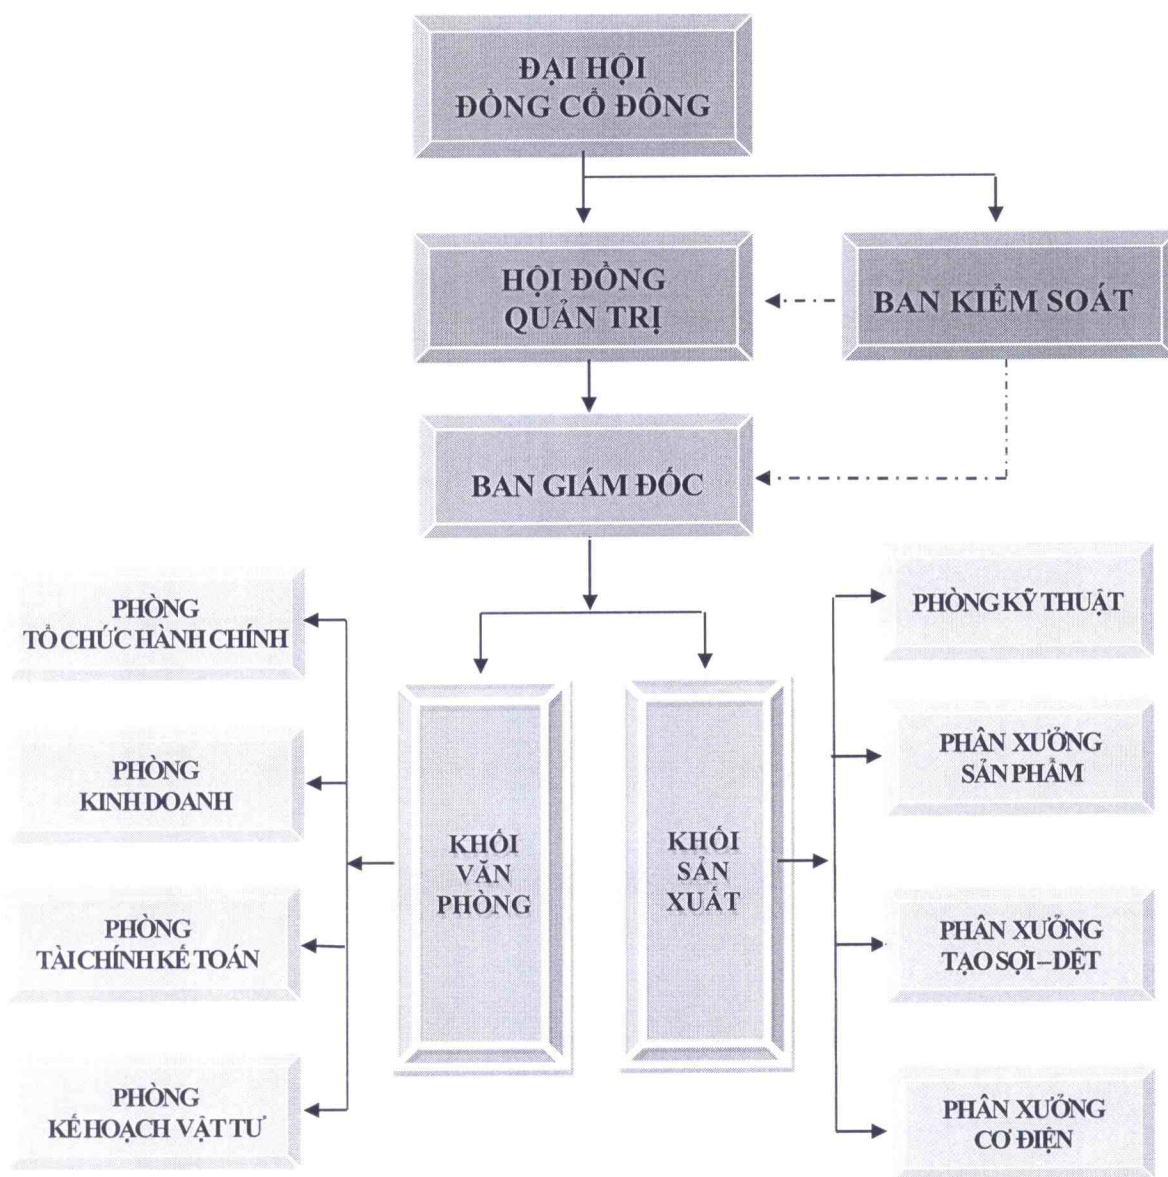 ĐẠI HỘI
ĐỒNG CỔ ĐÔNG
HỘI ĐỒNG
QUẢN TRỊ
BAN KIỂM SOÁT
BAN GIÁM ĐỐC
PHÒNG
TỔ CHỨC HÀNH CHÍNH
PHÒNG
KINH DOANH
PHÒNG
TÀI CHÍNH KẾ TOÁN
PHÒNG
KẾ HOẠCH VẬT TƯ
KHỐI
VĂN
PHÒNG
KHỐI
SẢN
XUẤT
PHÒNG KỸ THUẬT
PHÂN XƯỞNG
SẢN PHẨM
PHÂN XƯỞNG
TẠO SỢI – DỆT
PHÂN XƯỞNG
CƠ ĐIỆN